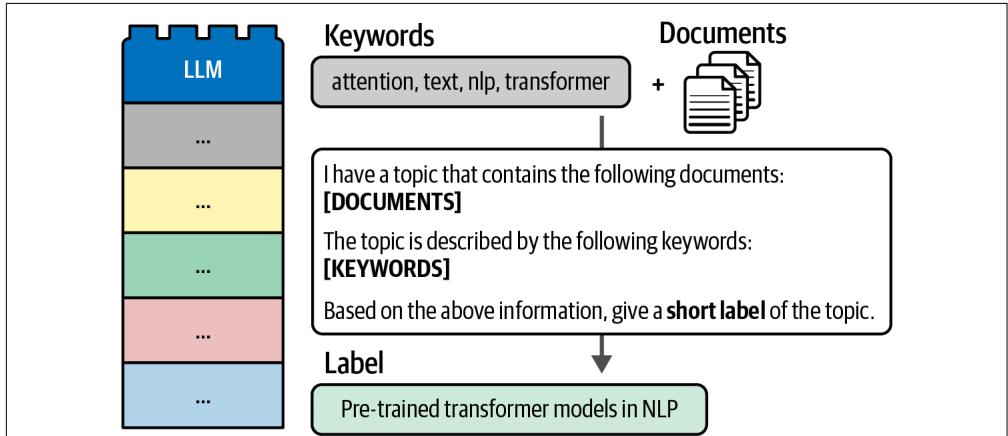 Keywords
Documents
LLM
attention, text, nlp, transformer
+
...
...
...
...
...
I have a topic that contains the following documents:
[DOCUMENTS]
The topic is described by the following keywords:
[KEYWORDS]
Based on the above information, give a short label of the topic.
Label
Pre-trained transformer models in NLP